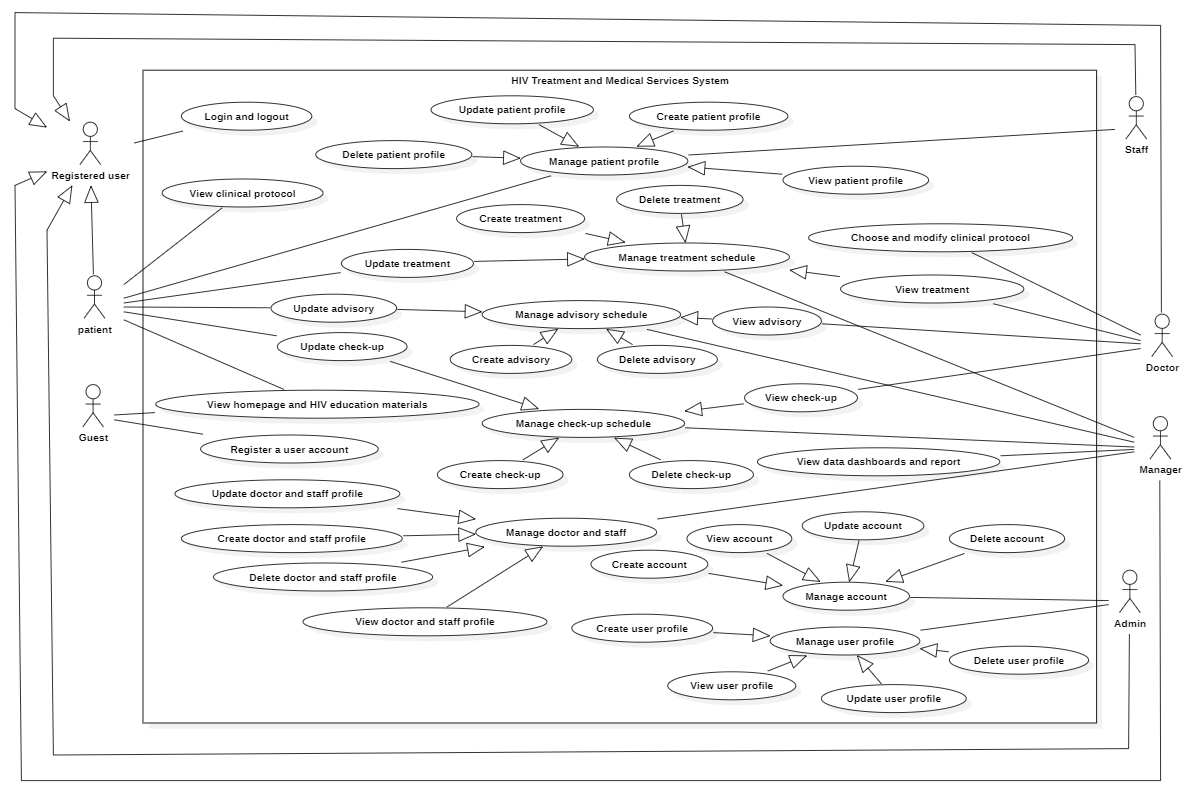 HIV Treatment and Medical Services System
Login and logout
Update patient profile
Create patient profile
Staff
Delete patient profile
Manage patient profile
Registered user
View clinical protocol
View patient profile
Delete treatment
Create treatment
Choose and modify clinical protocol
Update treatment
Manage treatment schedule
View treatment
patient
Update advisory
Manage advisory schedule
View advisory
Update check-up
Create advisory
Delete advisory
Doctor
View homepage and HIV education materials
View check-up
Guest
Manage check-up schedule
Register a user account
Create check-up
Delete check-up
View data dashboards and report
Manager
Update doctor and staff profile
Create doctor and staff profile
Manage doctor and staff
View account
Update account
Delete account
Delete doctor and staff profile
Create account
Manage account
View doctor and staff profile
Create user profile
Manage user profile
Admin
Delete user profile
View user profile
Update user profile